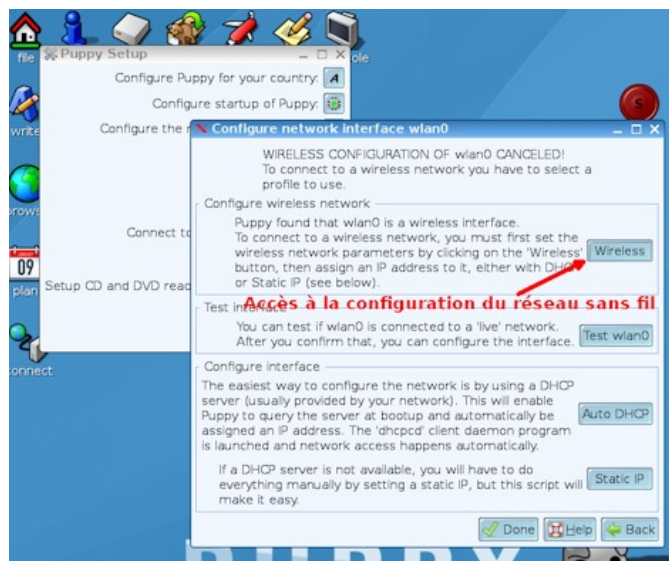 file
ole
Puppy Setup
Configure Puppy for your country:
A
Configure startup of Puppy:
S
write
Configure the
Configure network interface wlan0
WIRELESS CONFIGURATION OF wlan0 CANCELED!
To connect to a wireless network you have to select a
profile to use.
Configure wireless network
Puppy found that wlan0 is a wireless interface.
To connect to a wireless network, you must first set the
wireless network parameters by clicking on the 'Wireless'
button, then assign an IP address to it, either with DHCP
or Static IP (see below).
Wireless
brows
Connect to
09
plan
Setup CD and DVD
Accès à la configuration du réseau sans fil
Test interface
You can test if wlan0 is connected to a 'live' network.
After you confirm that, you can configure the interface.
Test wlan0
connect
Configure interface
The easiest way to configure the network is by using a DHCP
server (usually provided by your network). This will enable
Puppy to query the server at bootup and automatically be
assigned an IP address. The 'dhcpcd' client daemon program
is launched and network access happens automatically.
Auto DHCP
If a DHCP server is not available, you will have to do
everything manually by setting a static IP, but this script will
make it easy.
Static IP
Done
Help
Back
PUPPY